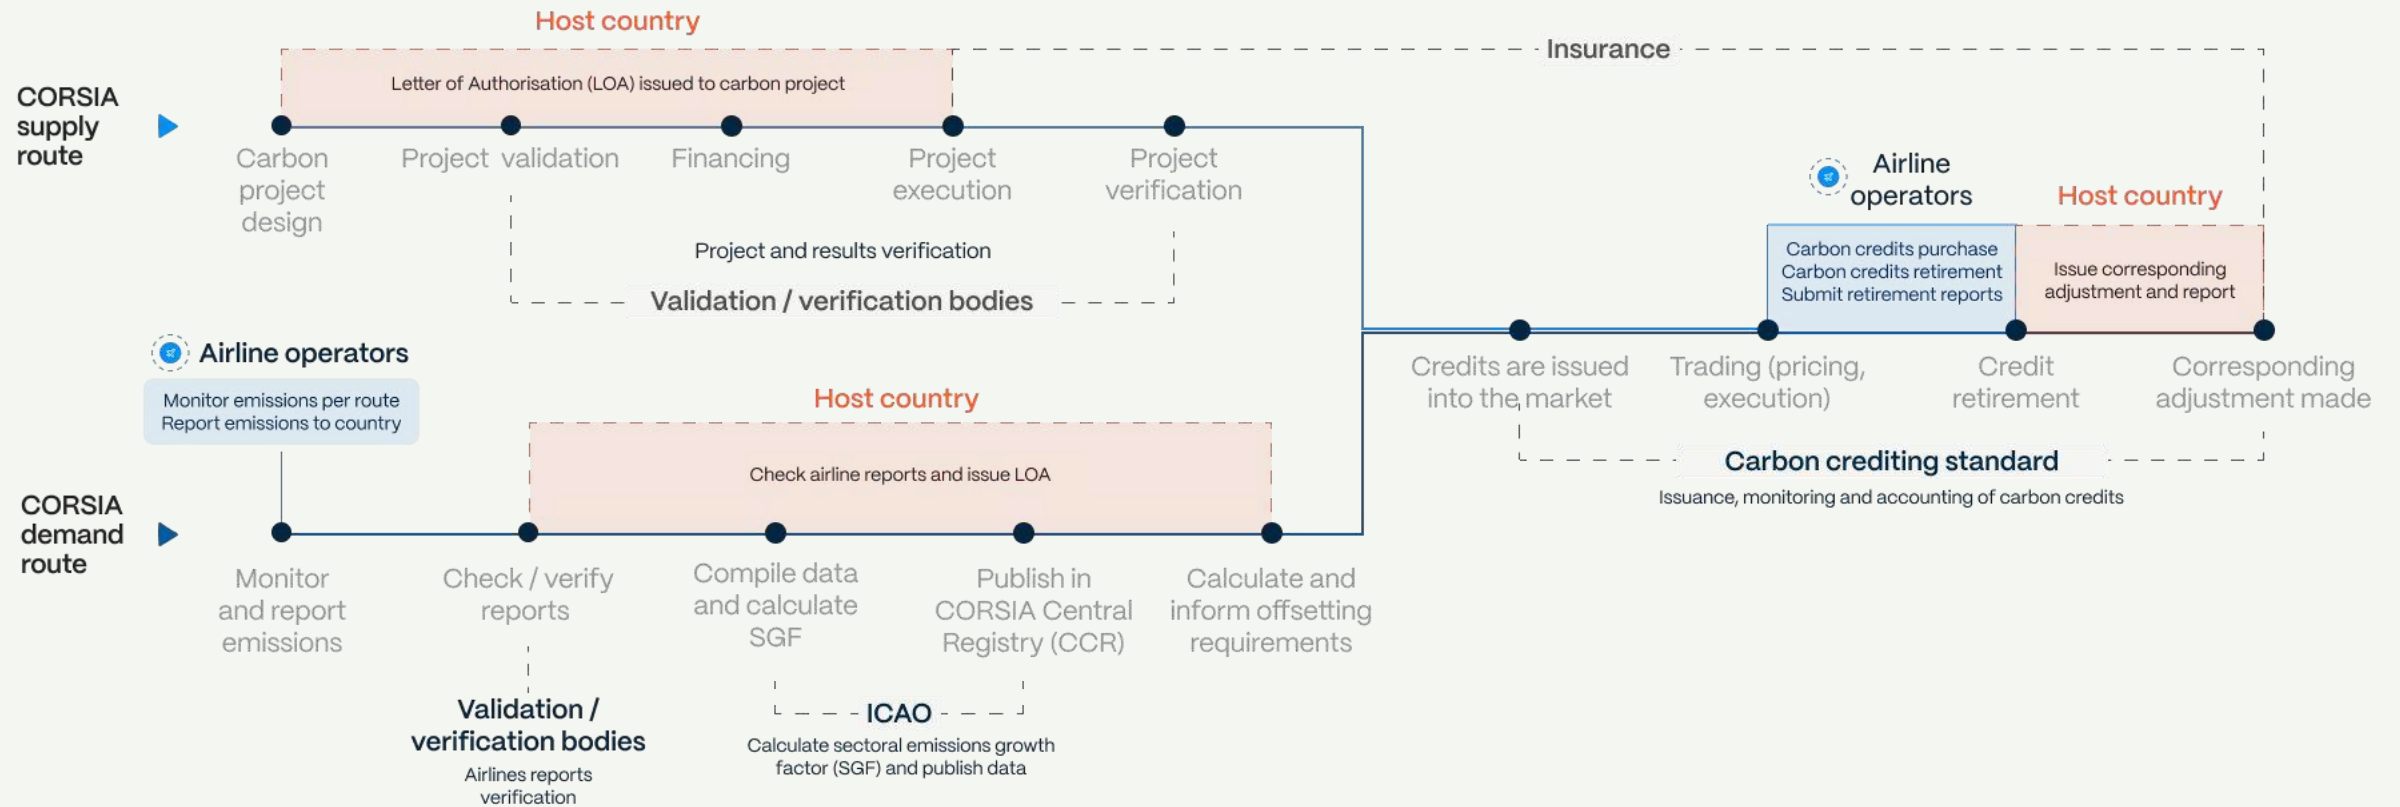 Host country
Insurance
Letter of Authorisation (LOA) issued to carbon project
CORSIA
supply
route
Carbon
project
design
Project validation
Financing
Project
execution
Project
verification
Project and results verification
Validation / verification bodies
Airline
operators
Host country
Carbon credits purchase
Carbon credits retirement
Submit retirement reports
Issue corresponding
adjustment and report
Credits are issued
into the market
Trading (pricing,
execution)
Credit
retirement
Corresponding
adjustment made
Carbon crediting standard
Issuance, monitoring and accounting of carbon credits
Airline operators
Monitor emissions per route
Report emissions to country
Host country
Check airline reports and issue LOA
CORSIA
demand
route
Monitor
and report
emissions
Check / verify
reports
Compile data
and calculate
SGF
Publish in
CORSIA Central
Registry (CCR)
Calculate and
inform offsetting
requirements
Validation /
verification bodies
Airlines reports
verification
ICAO
Calculate sectoral emissions growth
factor (SGF) and publish data